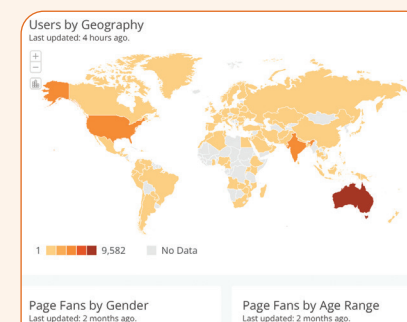 Users by Geography
Last updated: 4 hours ago.
+
−
1 9,582 No Data
Page Fans by Gender
Last updated: 2 months ago.
Page Fans by Age Range
Last updated: 2 months ago.